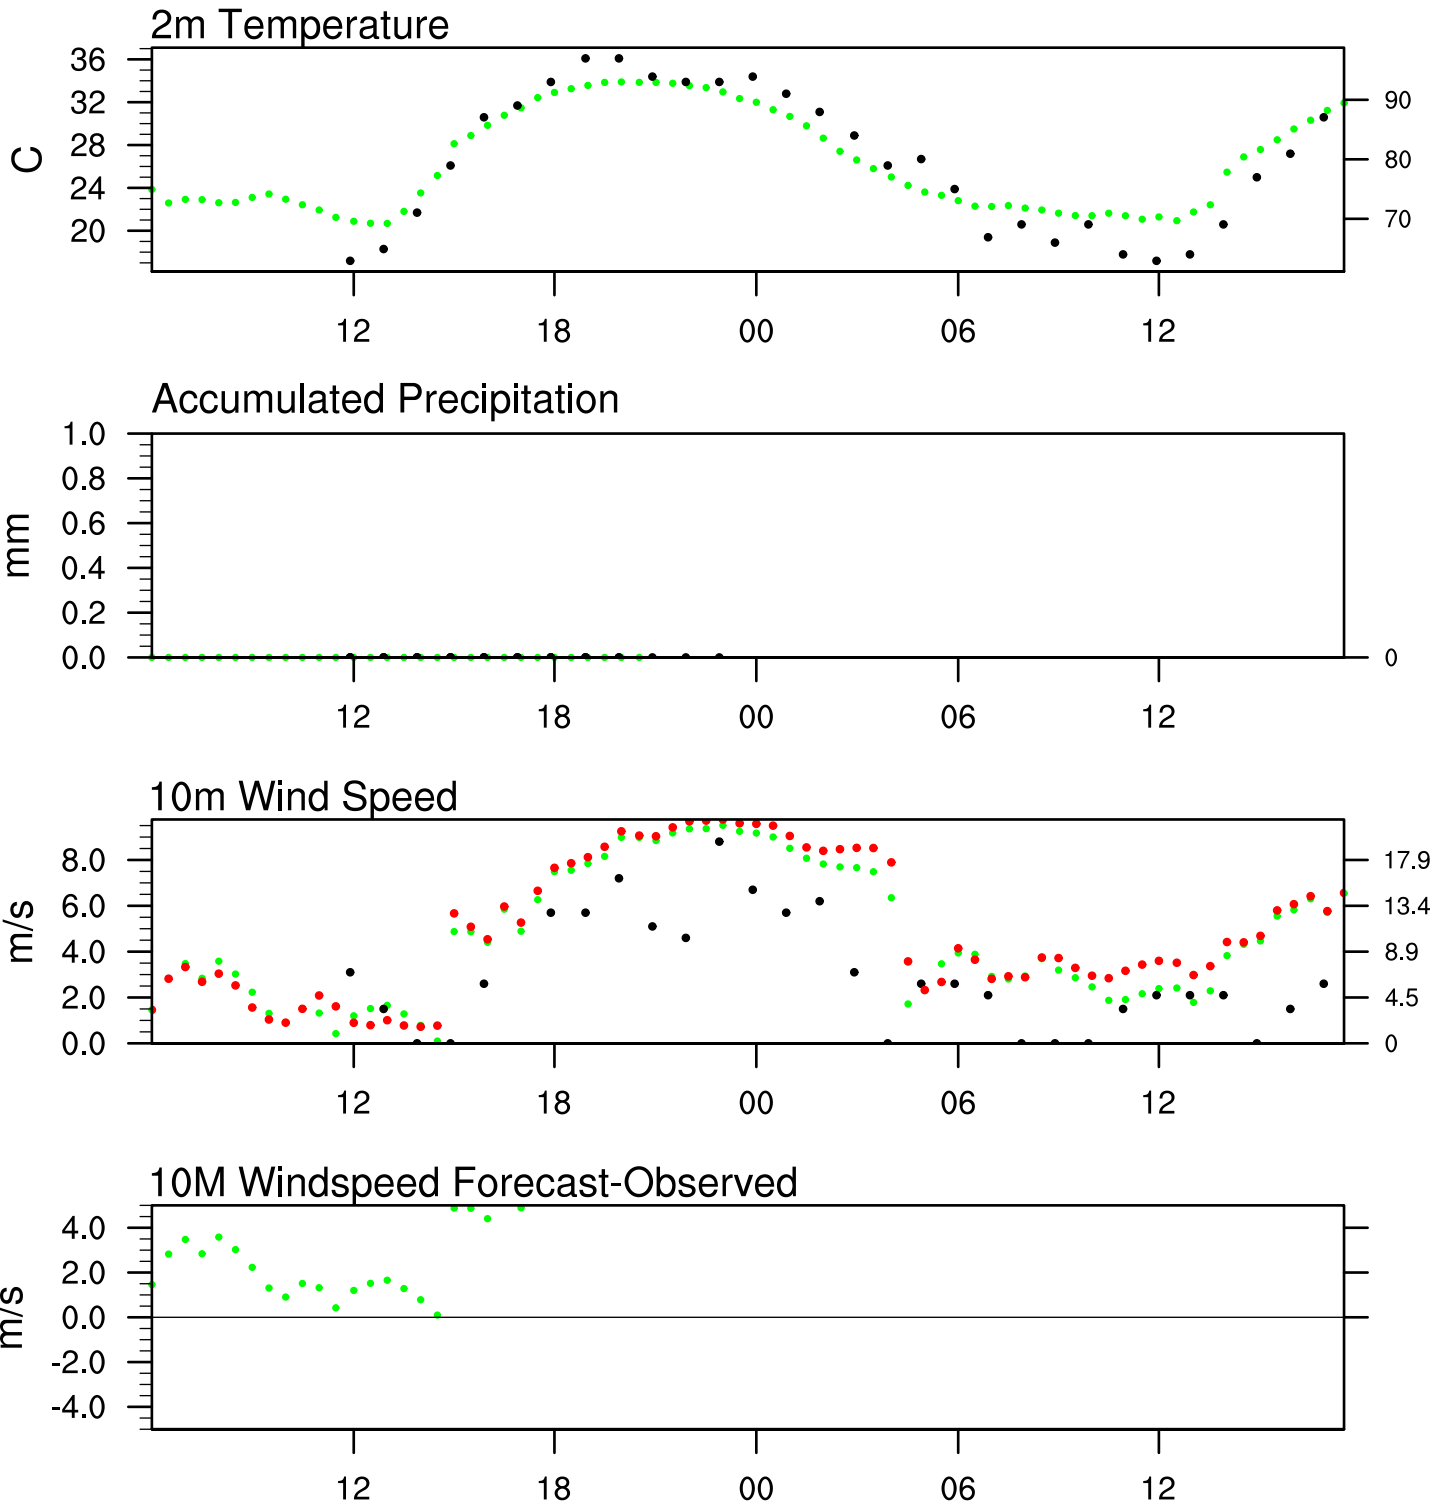 2m Temperature
36
32
28
24
20
C
90
80
70
12 18 00 06 12
Accumulated Precipitation
1.0
0.8
0.6
0.4
0.2
0.0
mm
0
12 18 00 06 12
10m Wind Speed
8.0
6.0
4.0
2.0
0.0
m/s
17.9
13.4
8.9
4.5
0
12 18 00 06 12
10M Windspeed Forecast-Observed
4.0
2.0
0.0
-2.0
-4.0
m/s
12 18 00 06 12